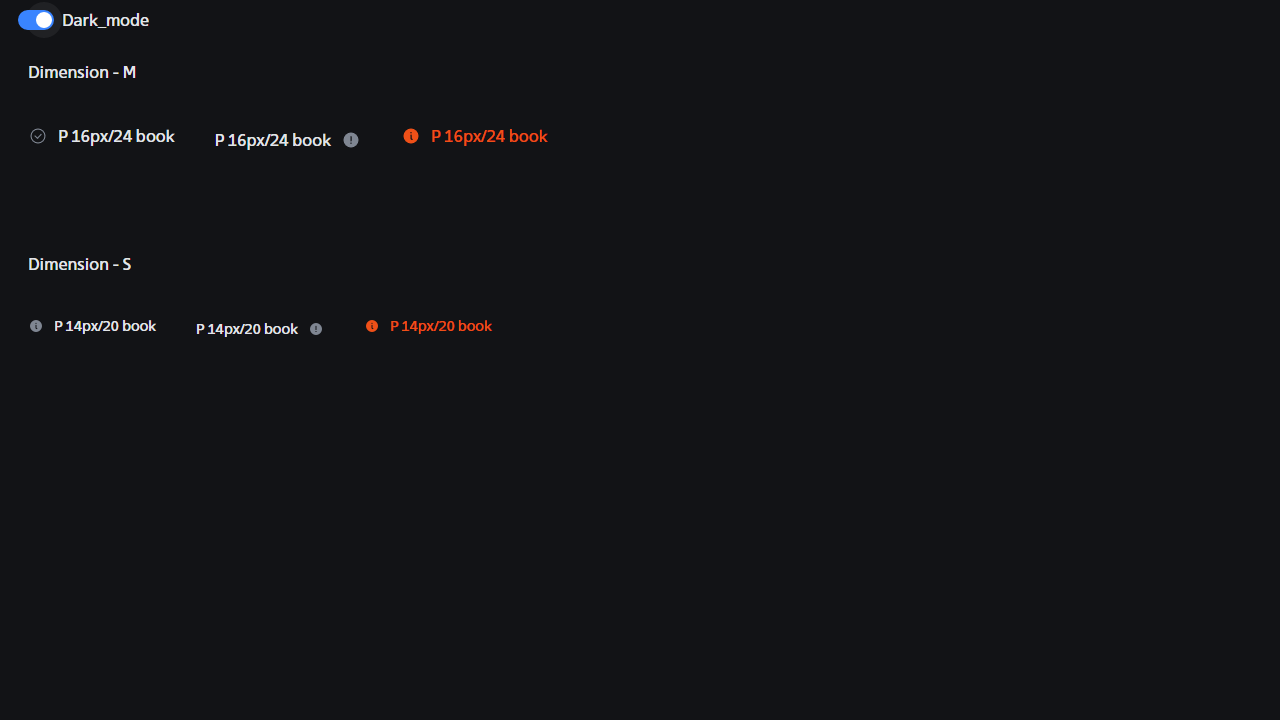 Dark_mode
Dimension - M
P 16px/24 book P 16px/24 book P 16px/24 book
Dimension - S
P 14px/20 book P 14px/20 book P 14px/20 book